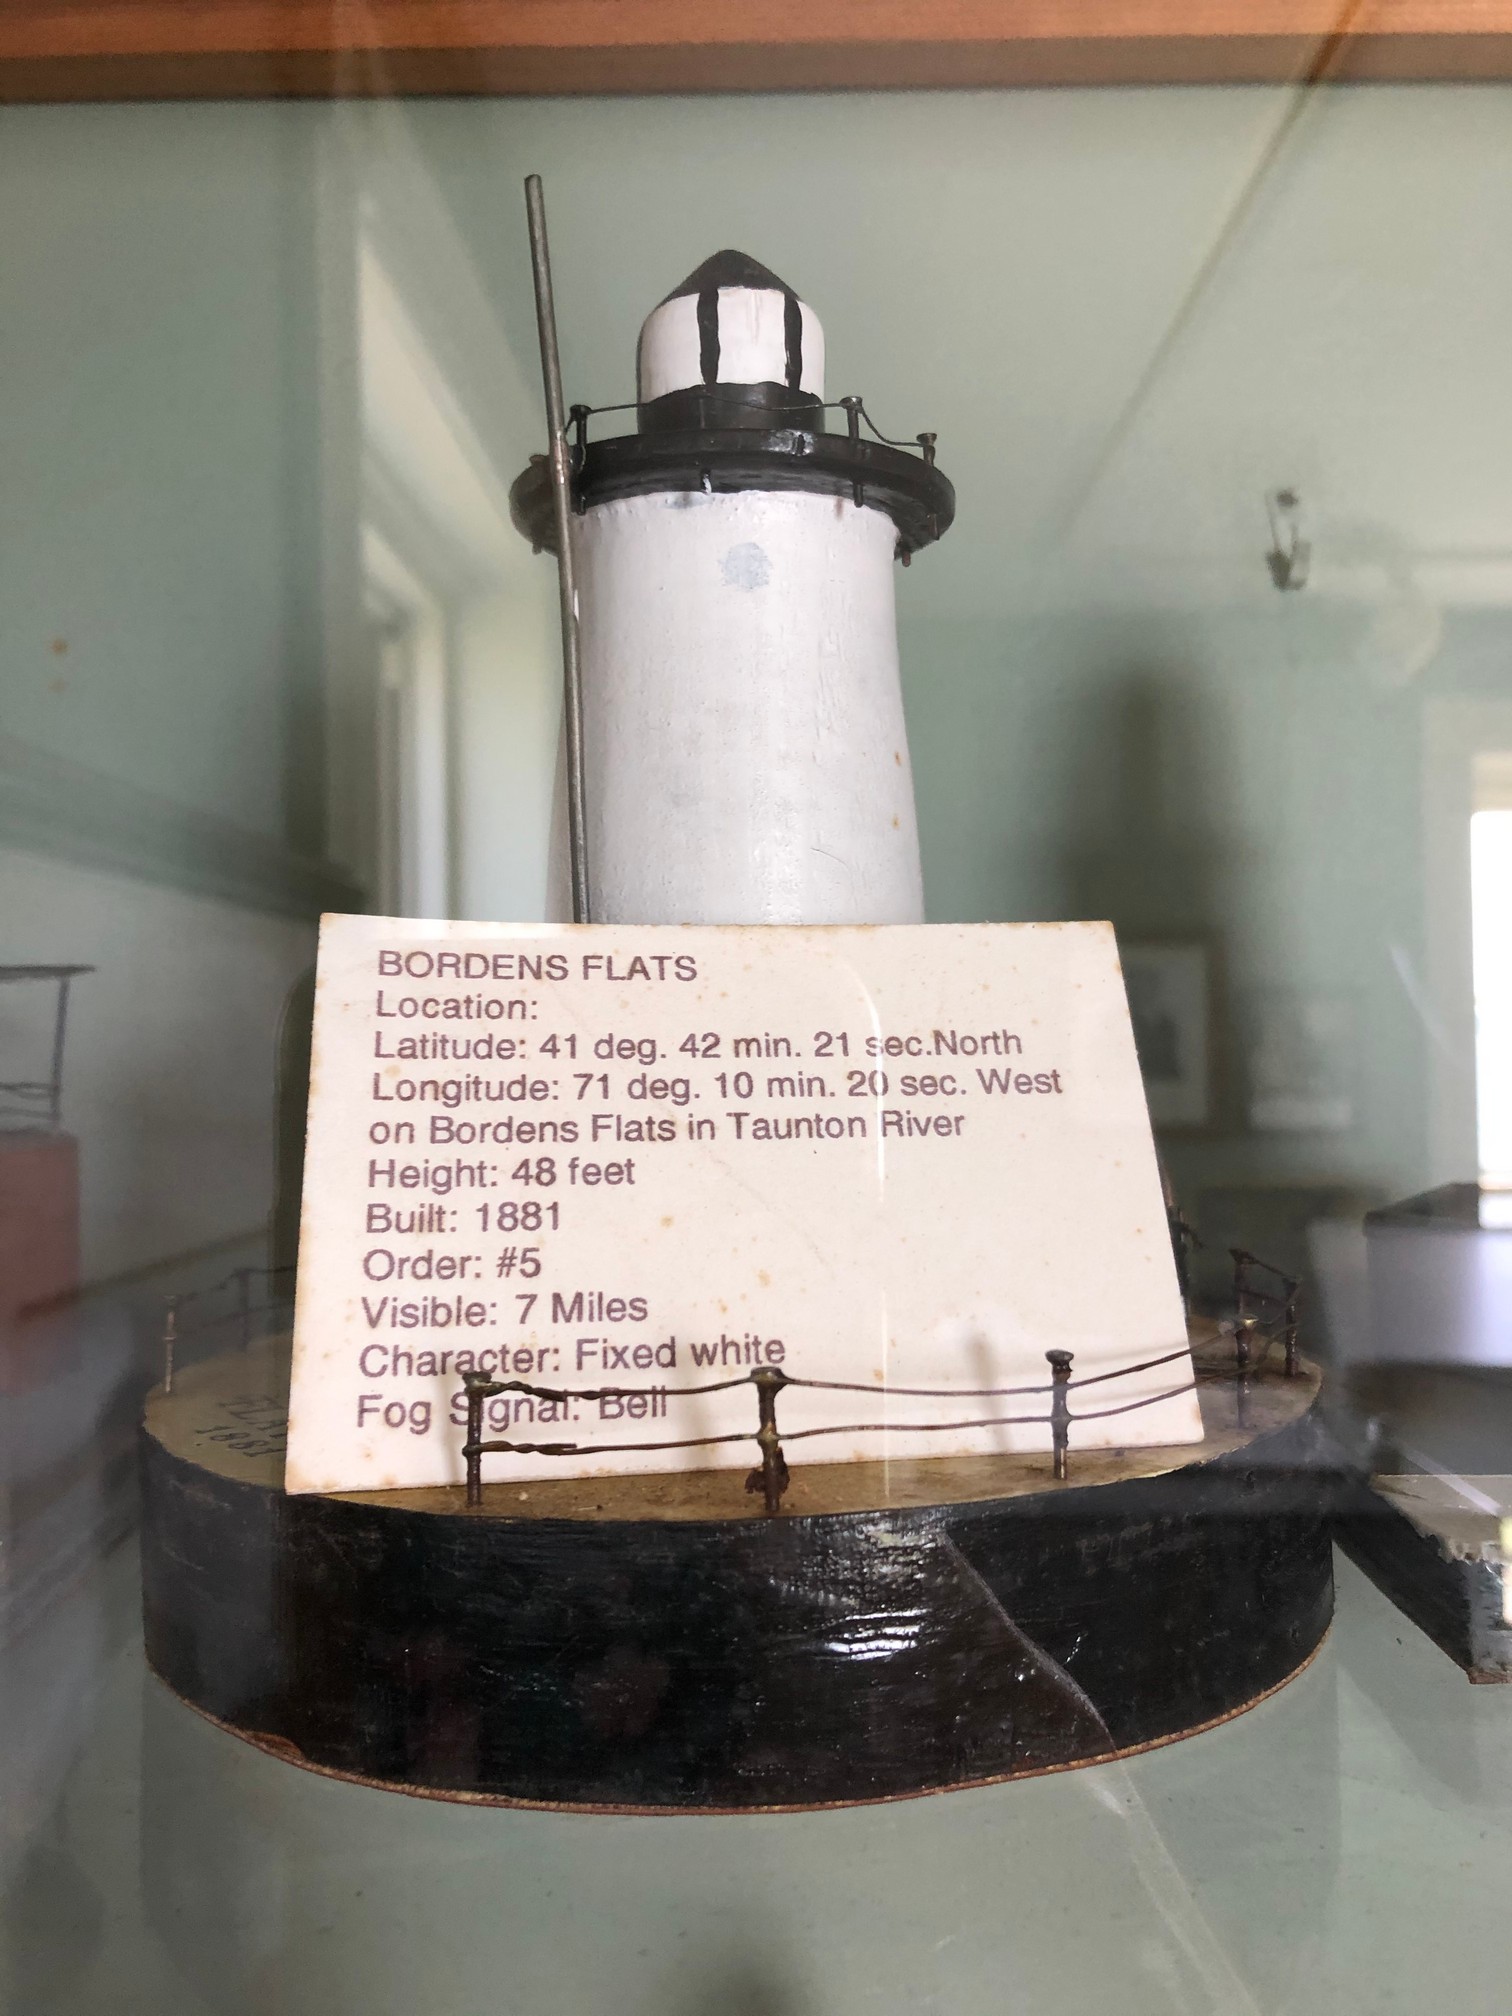 BORDENS FLATS
Location:
Latitude: 41 deg. 42 min. 21 sec.North
Longitude: 71 deg. 10 min. 20 sec. West
on Bordens Flats in Taunton River
Height: 48 feet
Built: 1881
Order: #5
Visible: 7 Miles
Character: Fixed white
Fog Signal: Bell
1881